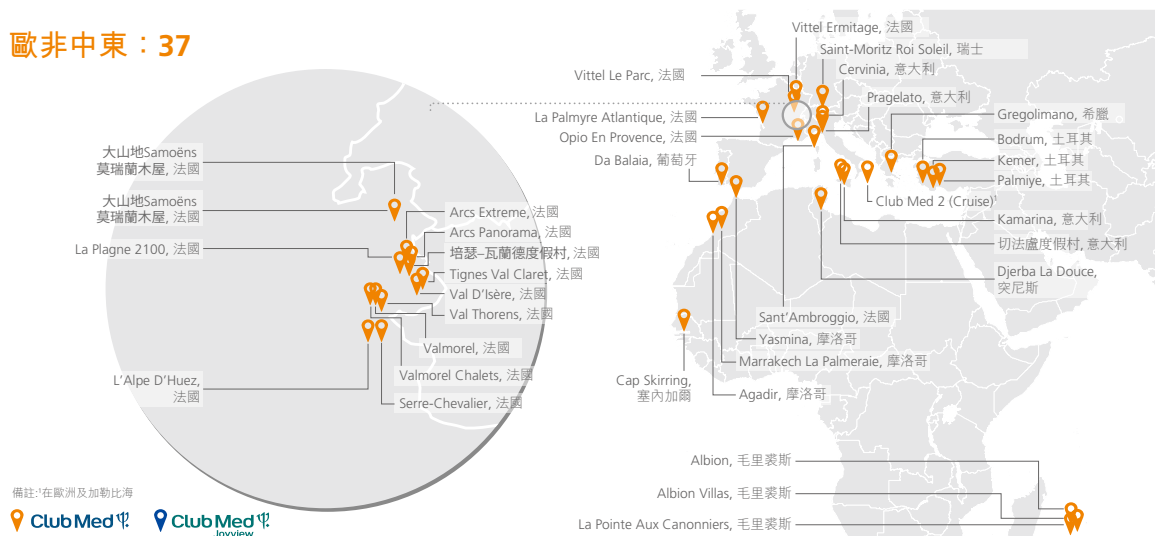 歐非中東：37
大山地Samoëns
莫瑞蘭木屋, 法國
大山地Samoëns
莫瑞蘭木屋, 法國
La Plagne 2100, 法國
L'Alpe D'Huez,
法國
Arcs Extreme, 法國
Arcs Panorama, 法國
培瑟–瓦蘭德度假村, 法國
Tignes Val Claret, 法國
Val D'Isère, 法國
Val Thorens, 法國
Valmorel, 法國
Valmorel Chalets, 法國
Serre-Chevalier, 法國
Vittel Ermitage, 法國
Saint-Moritz Roi Soleil, 瑞士
Vittel Le Parc, 法國
Cervinia, 意大利
Pragelato, 意大利
La Palmyre Atlantique, 法國
Opio En Provence, 法國
Da Balaia, 葡萄牙
Gregolimano, 希臘
Bodrum, 土耳其
Kemer, 土耳其
Palmiye, 土耳其
Club Med 2 (Cruise)¹
Kamarina, 意大利
切法盧度假村, 意大利
Djerba La Douce,
突尼斯
Sant'Ambroggio, 法國
Yasmina, 摩洛哥
Marrakech La Palmeraie, 摩洛哥
Agadir, 摩洛哥
Cap Skirring,
塞內加爾
Albion, 毛里裘斯
Albion Villas, 毛里裘斯
La Pointe Aux Canonniers, 毛里裘斯
備註:¹在歐洲及加勒比海
Club Med
Club Med
Joyview